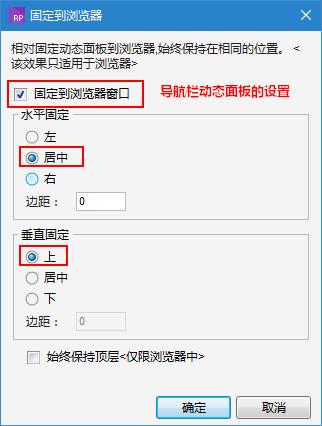 RP 固定到浏览器
相对固定动态面板到浏览器,始终保持在相同的位置。 <
该效果只适用于浏览器>
固定到浏览器窗口 导航栏动态面板的设置
水平固定
左
居中
右
边距： 0
垂直固定
上
居中
下
边距： 0
始终保持顶层<仅限浏览器中>
确定 取消